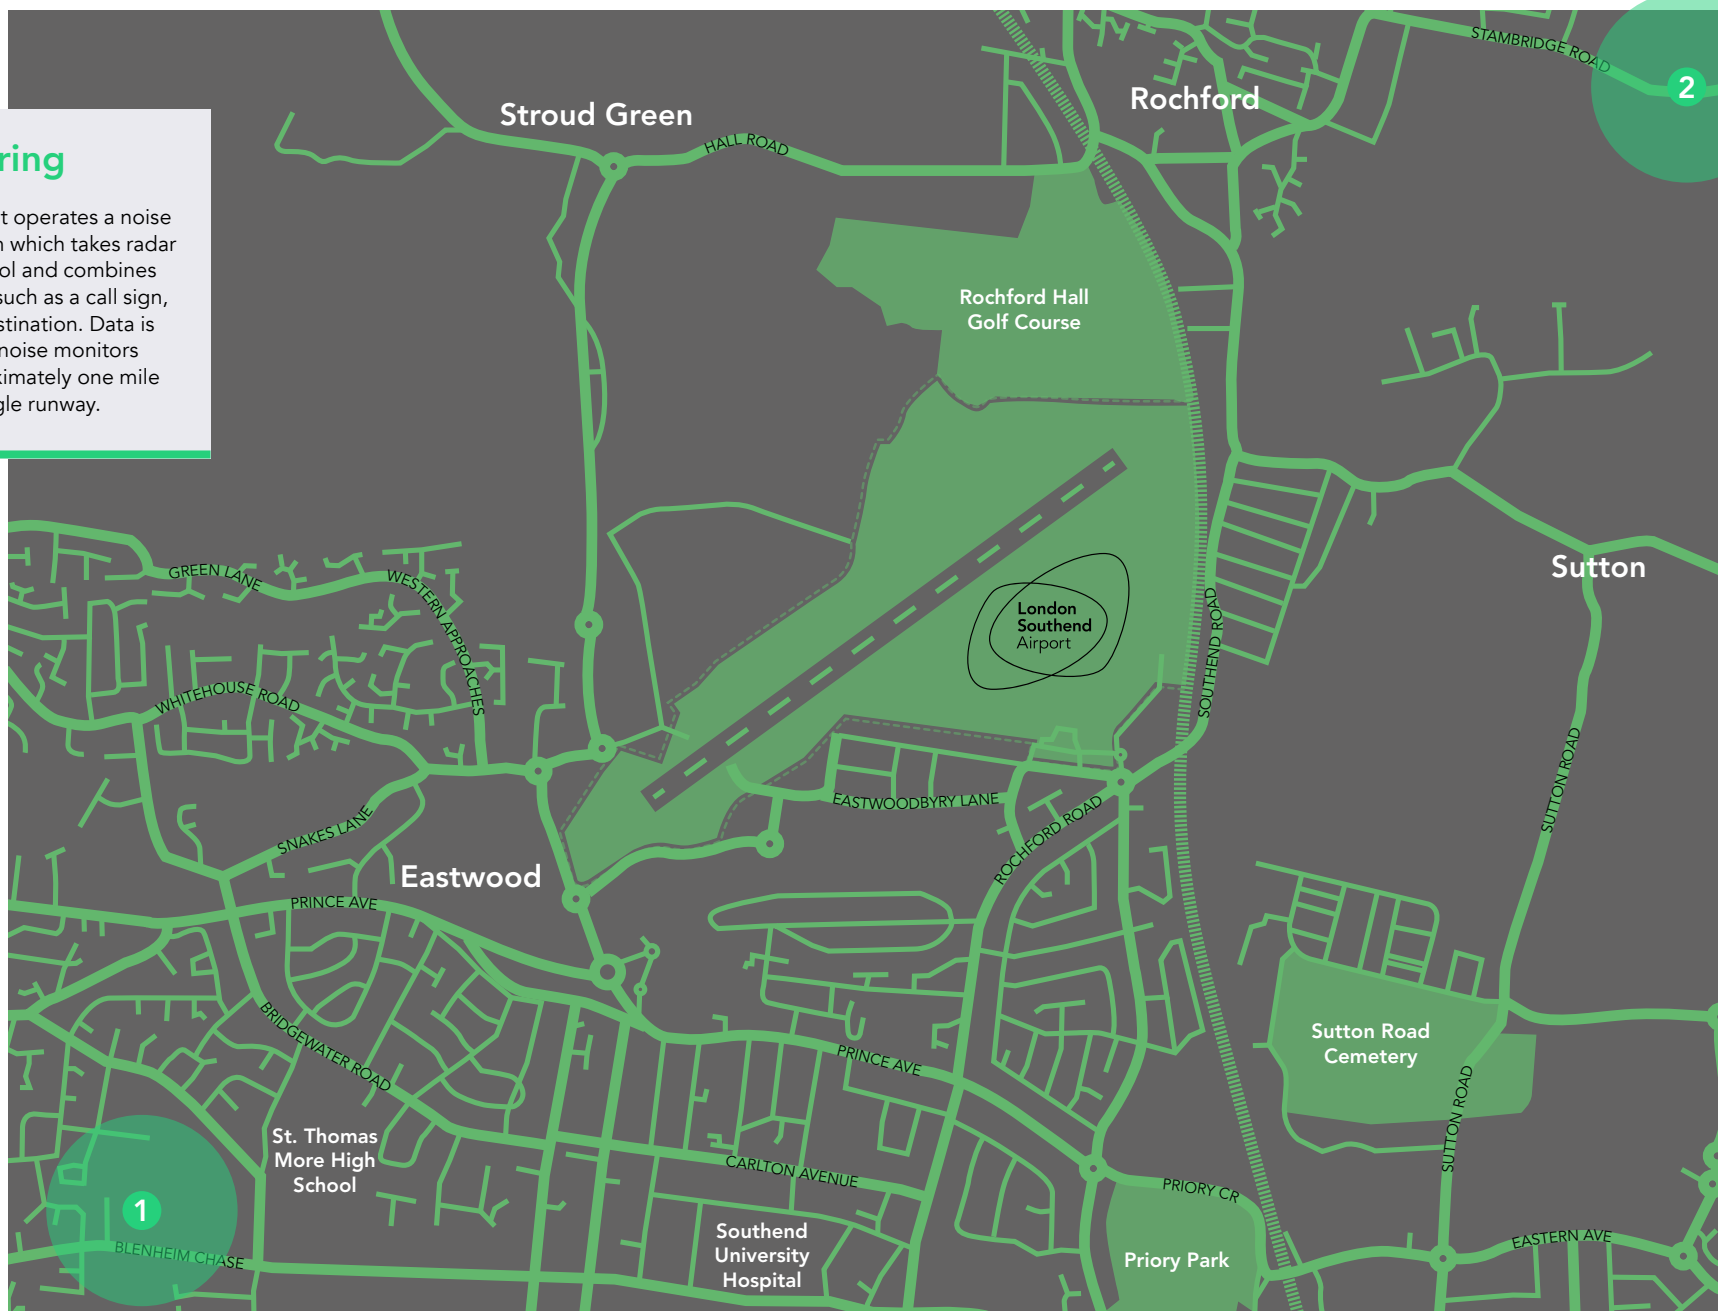 STAMBRIDGE ROAD
2
Rochford
Stroud Green
HALL ROAD
ring
t operates a noise
which takes radar
ol and combines
such as a call sign,
stination. Data is
noise monitors
ximately one mile
gle runway.
Rochford Hall
Golf Course
Sutton
GREEN LANE
WESTERN APPROACHES
London
Southend
Airport
SOUTHEND ROAD
WHITEHOUSE ROAD
SUTTON ROAD
EASTWOODBYRY LANE
ROCHFORD ROAD
SNAKES LANE
Eastwood
PRINCE AVE
BRIDGEWATER ROAD
PRINCE AVE
Sutton Road
Cemetery
SUTTON ROAD
St. Thomas
More High
School
CARLTON AVENUE
PRIORY CR
1
BLENHEIM CHASE
Southend
University
Hospital
Priory Park
EASTERN AVE